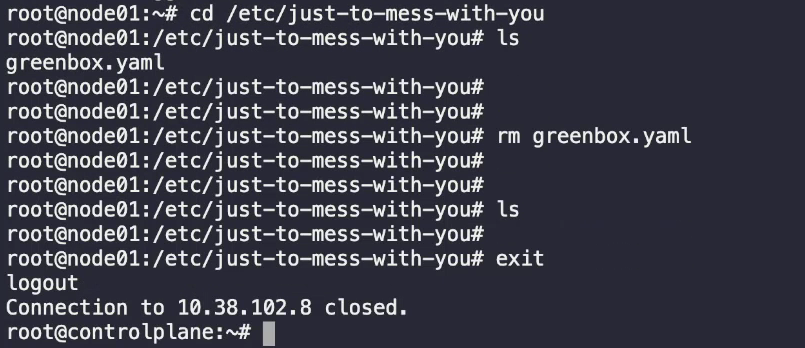 root@node01:~# cd /etc/just-to-mess-with-you
root@node01:/etc/just-to-mess-with-you# ls
greenbox.yaml
root@node01:/etc/just-to-mess-with-you#
root@node01:/etc/just-to-mess-with-you#
root@node01:/etc/just-to-mess-with-you# rm greenbox.yaml
root@node01:/etc/just-to-mess-with-you#
root@node01:/etc/just-to-mess-with-you#
root@node01:/etc/just-to-mess-with-you# ls
root@node01:/etc/just-to-mess-with-you#
root@node01:/etc/just-to-mess-with-you# exit
logout
Connection to 10.38.102.8 closed.
root@controlplane:~#